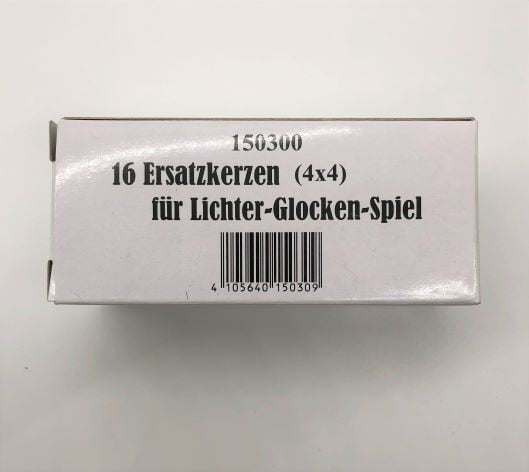 150300
16 Ersatzkerzen (4x4)
für Lichter-Glocken-Spiel
4 105640 150309